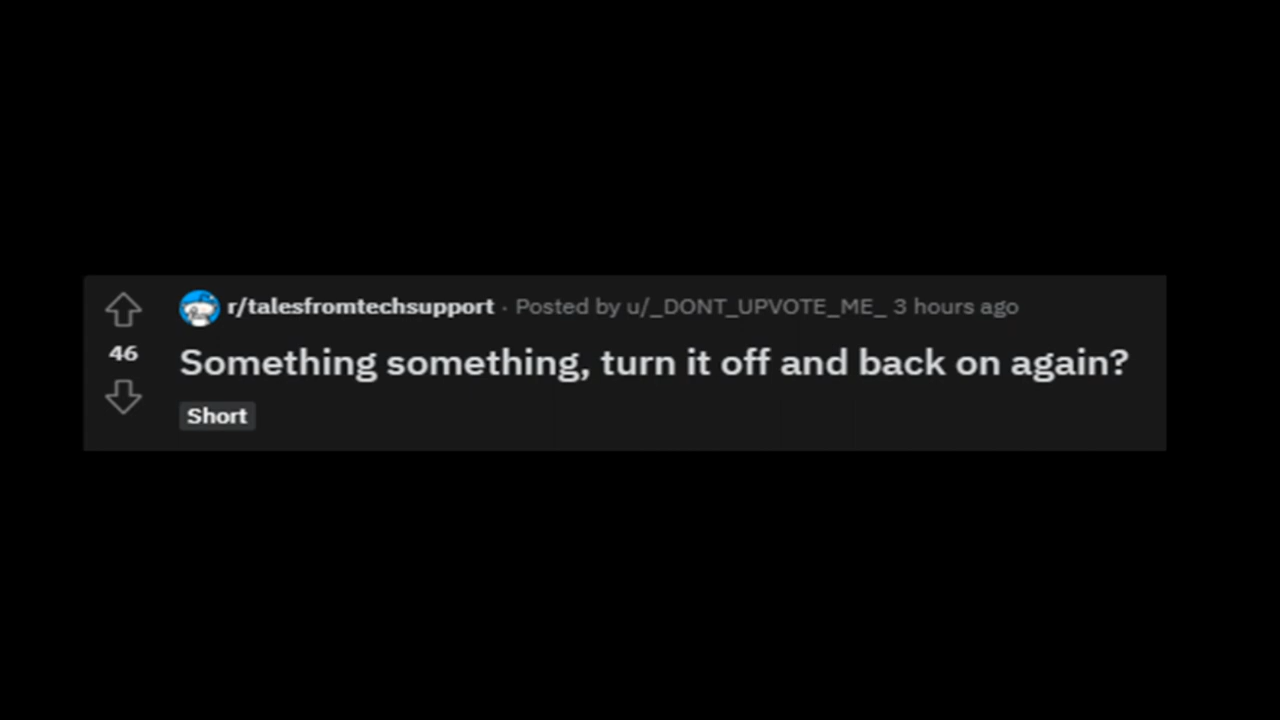 r/talesfromtechsupport · Posted by u/_DONT_UPVOTE_ME_ 3 hours ago
46
Something something, turn it off and back on again?
Short